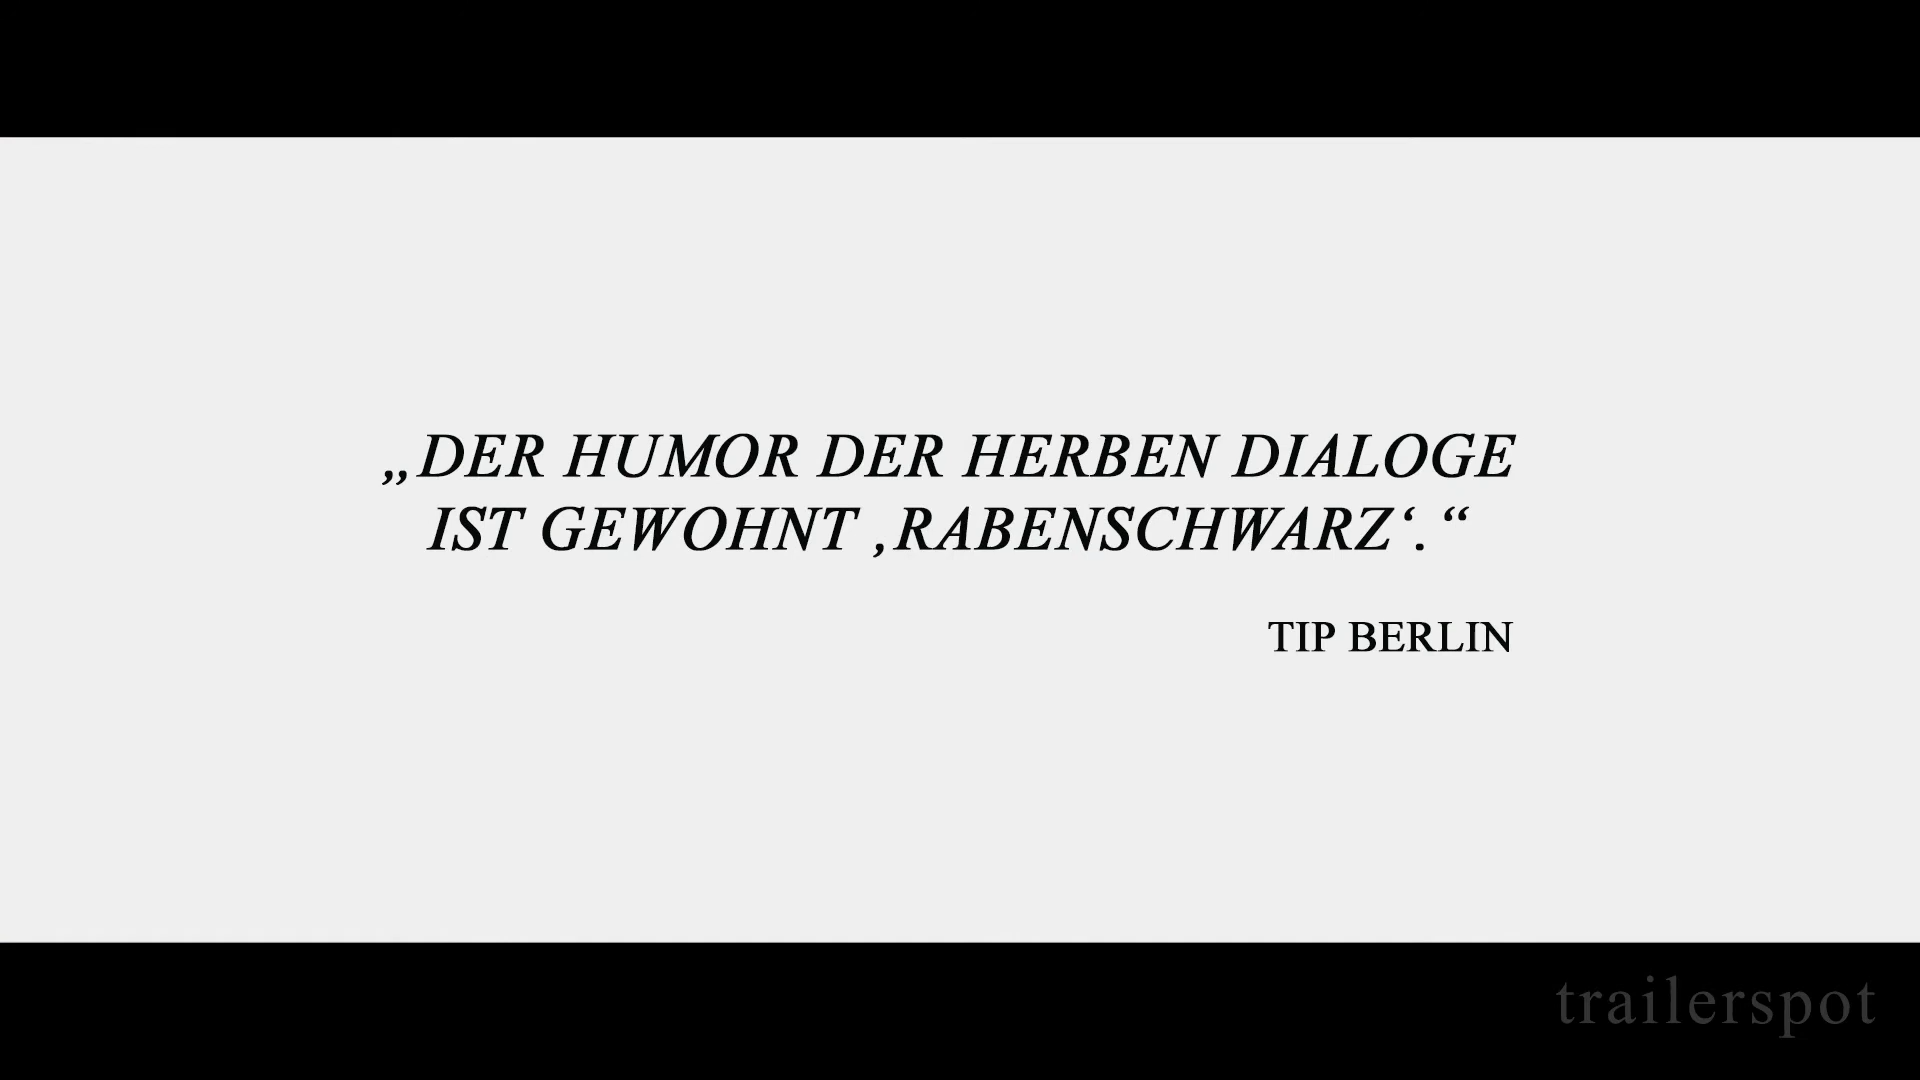 „DER HUMOR DER HERBEN DIALOGE
IST GEWOHNT ‚RABENSCHWARZ‘.“
TIP BERLIN
trailerspot